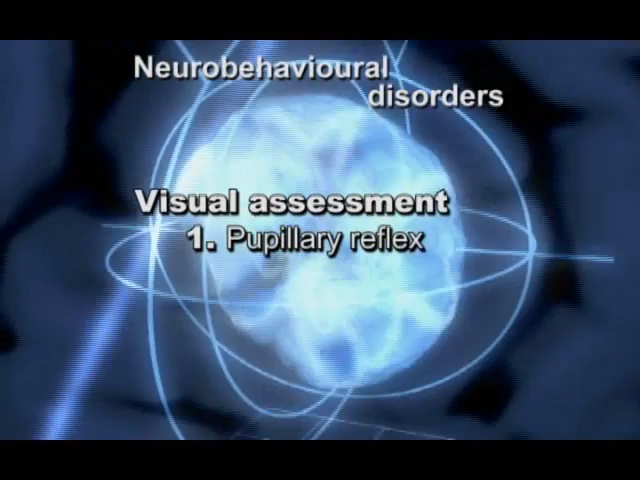 Neurobehavioural
disorders
Visual assessment
1. Pupillary reflex